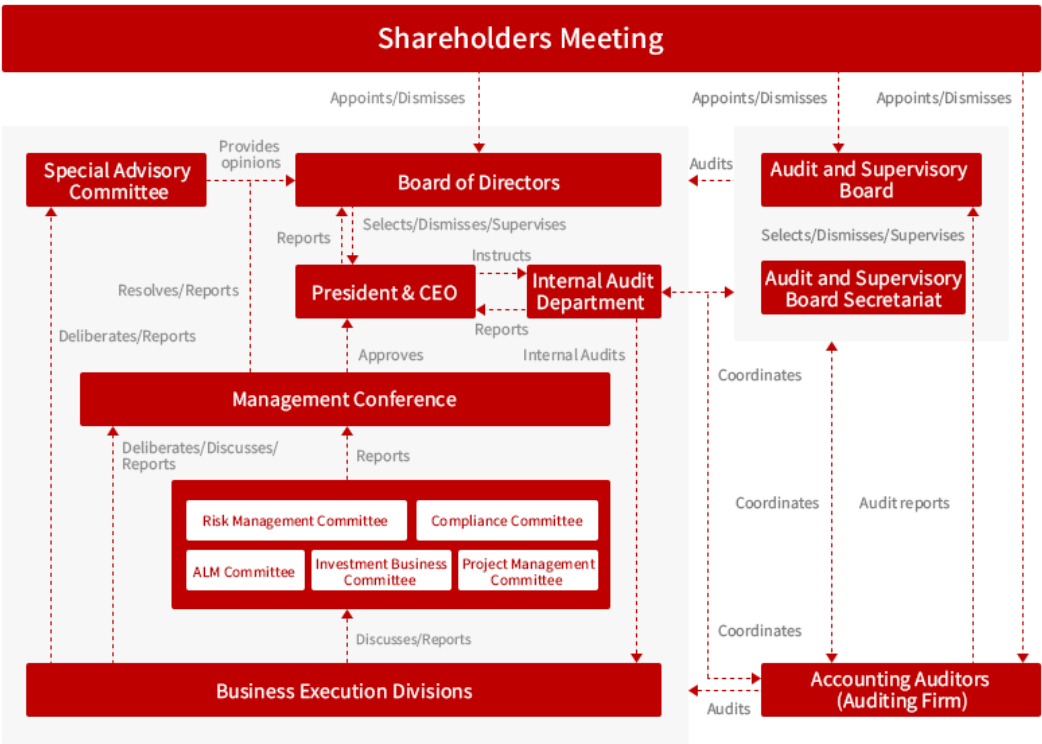 Shareholders Meeting
Appoints/Dismisses
Appoints/Dismisses
Appoints/Dismisses
Special Advisory
Committee
Provides
opinions
Board of Directors
Audits
Audit and Supervisory
Board
Reports
Selects/Dismisses/Supervises
Selects/Dismisses/Supervises
Instructs
President & CEO
Internal Audit
Department
Audit and Supervisory
Board Secretariat
Resolves/Reports
Reports
Deliberates/Reports
Approves
Internal Audits
Coordinates
Management Conference
Deliberates/Discusses/
Reports
Reports
Risk Management Committee
Compliance Committee
Coordinates
Audit reports
ALM Committee
Investment Business
Committee
Project Management
Committee
Discusses/Reports
Coordinates
Business Execution Divisions
Audits
Accounting Auditors
(Auditing Firm)